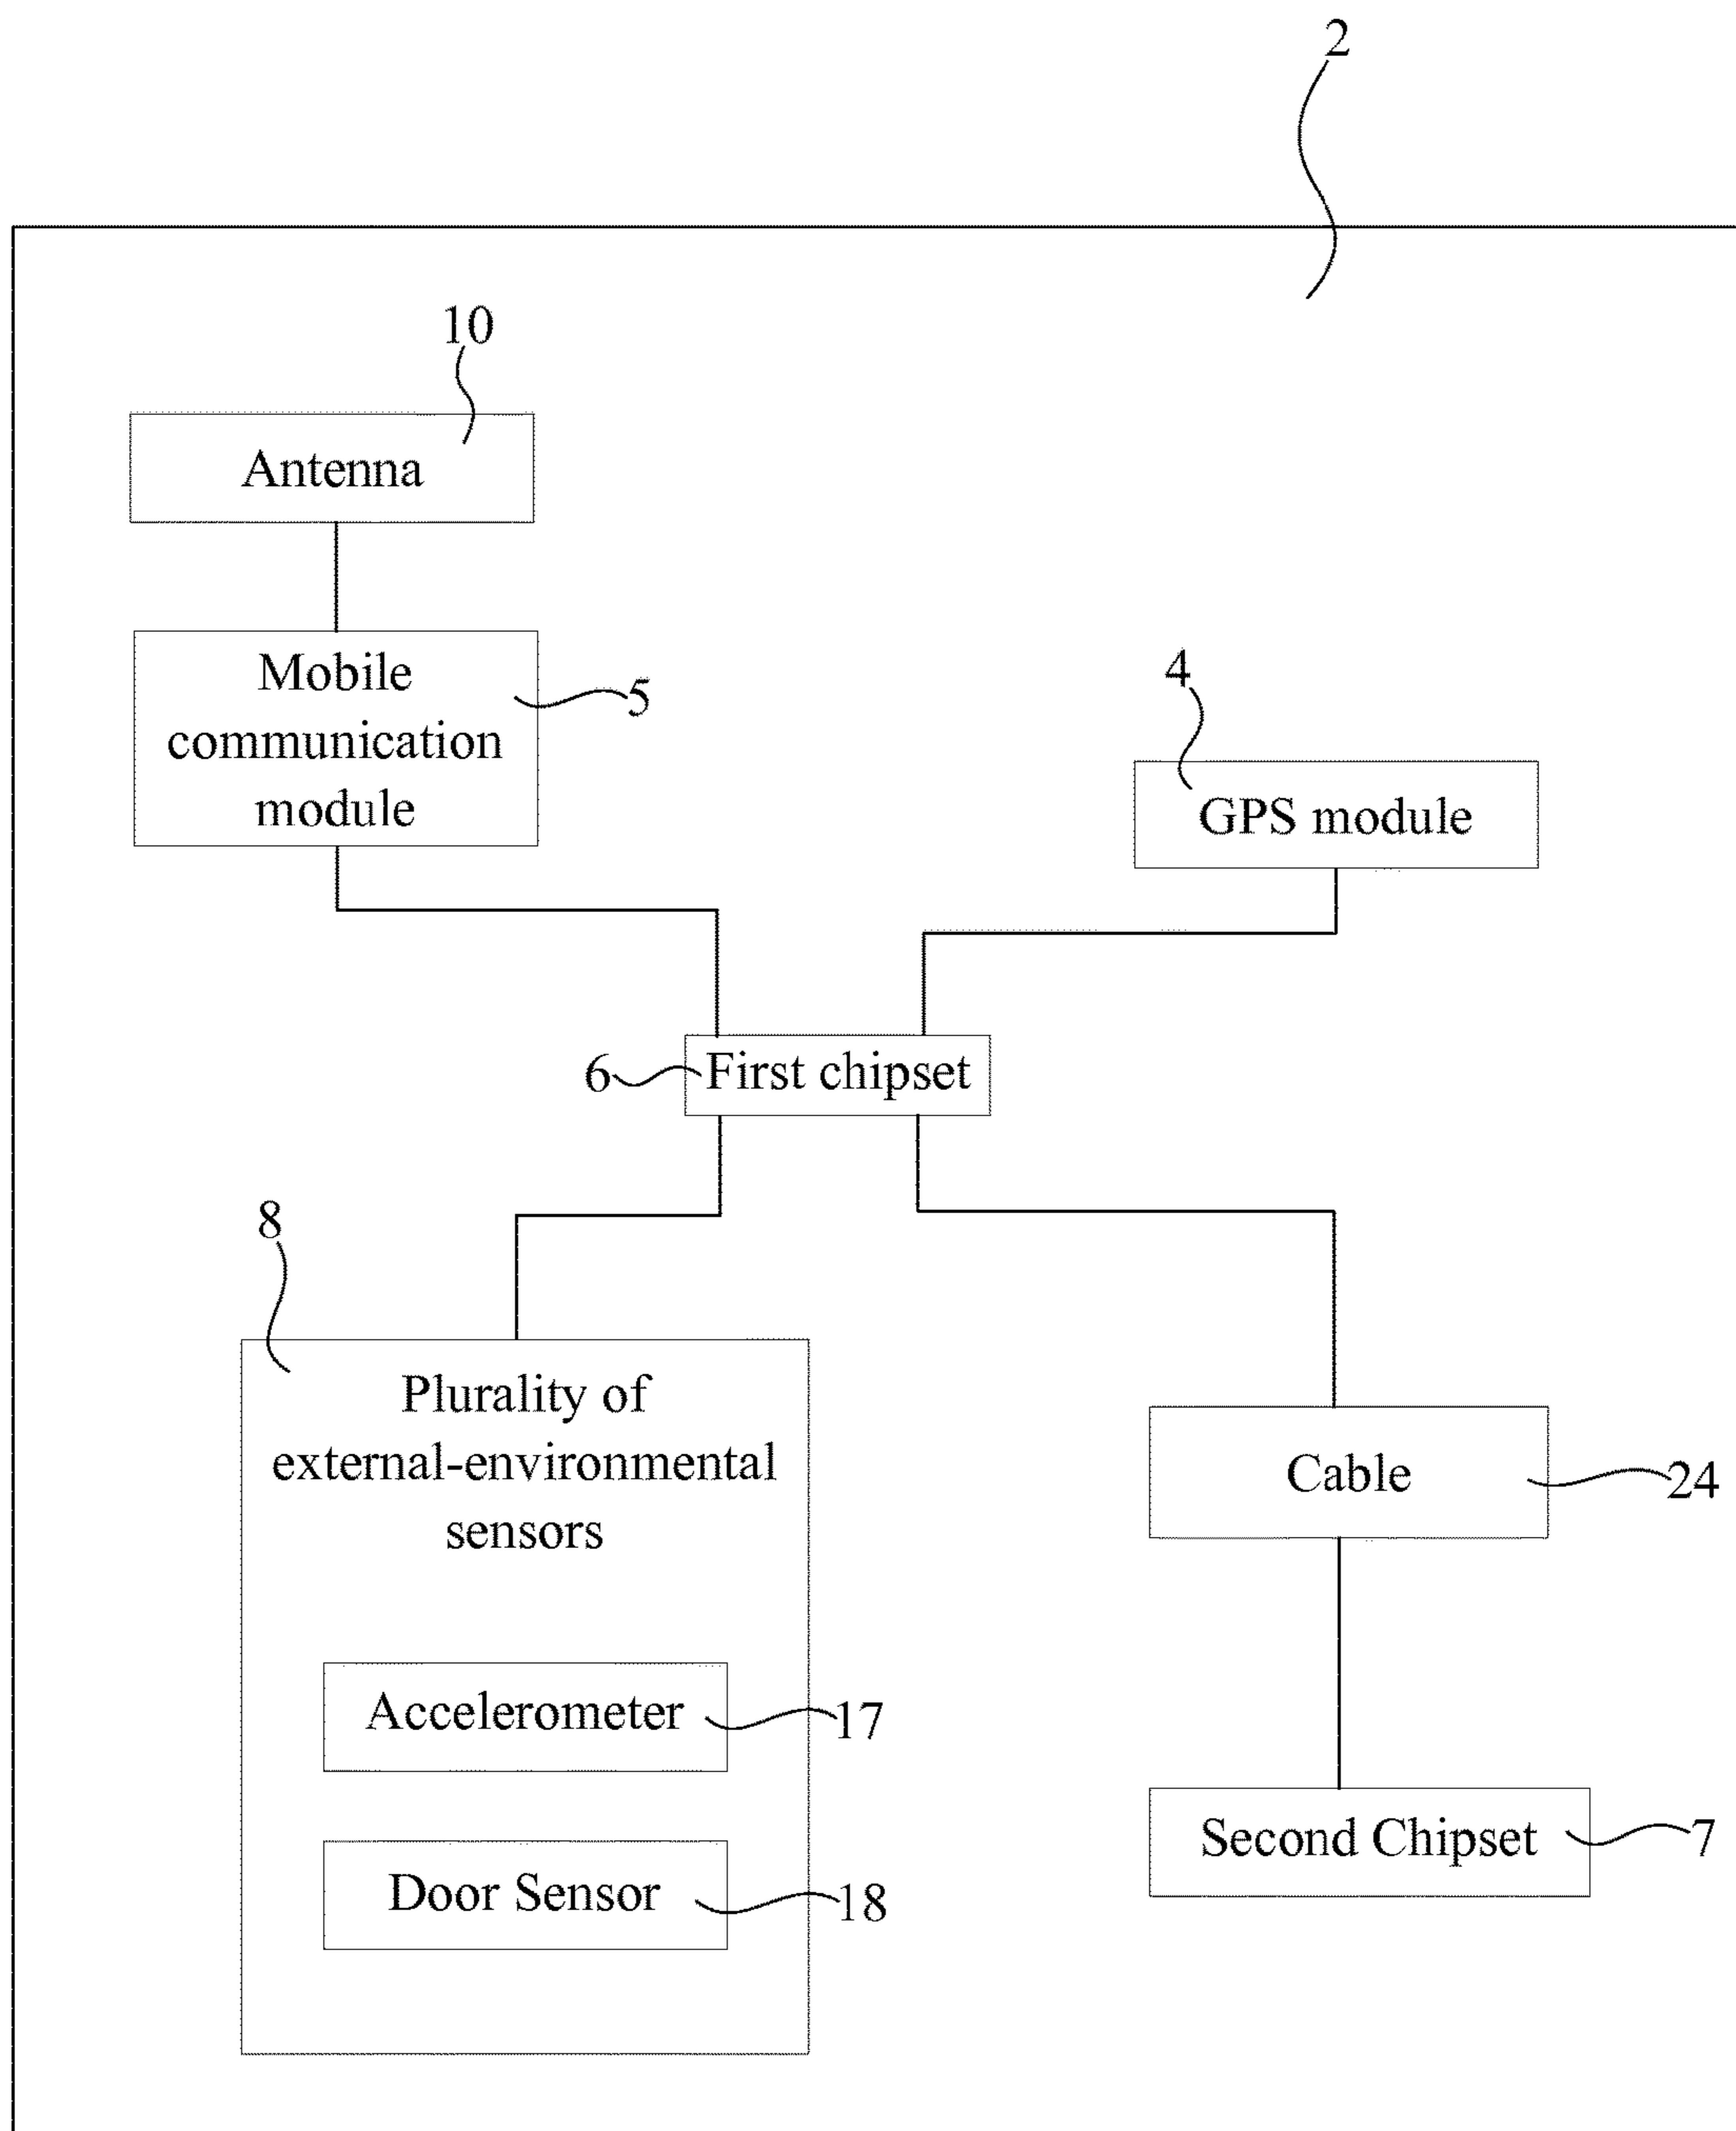 2
10
Antenna
Mobile
communication
module
5
4
GPS module
6
First chipset
8
Plurality of
external-environmental
sensors
Cable
24
Accelerometer
17
Second Chipset
7
Door Sensor
18